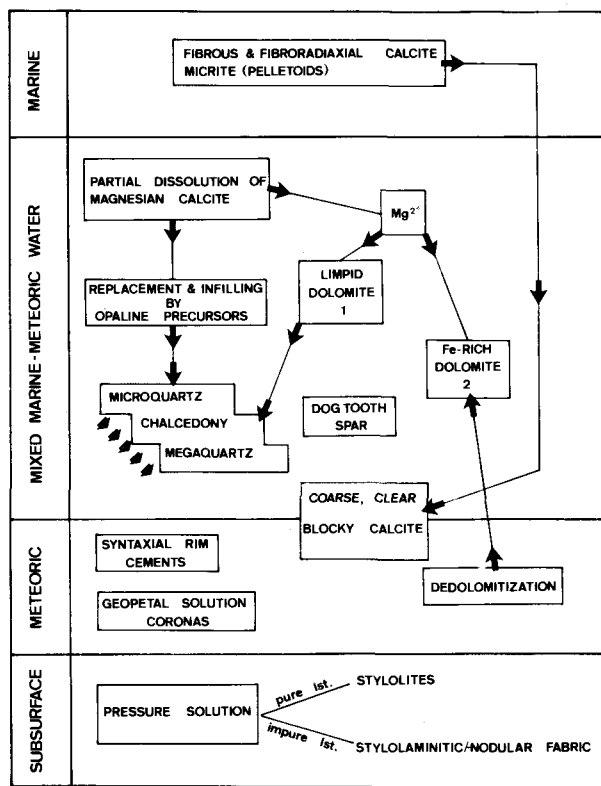 MARINE
FIBROUS & FIBRORADIAXIAL CALCITE
MICRITE (PELLETOIDS)
MIXED MARINE-METEORIC WATER
PARTIAL DISSOLUTION OF
MAGNESIAN CALCITE
Mg2+
REPLACEMENT & INFILLING
BY
OPALINE PRECURSORS
LIMPID
DOLOMITE
1
Fe-RICH
DOLOMITE
2
MICROQUARTZ
CHALCEDONY
MEGAQUARTZ
DOG TOOTH
SPAR
COARSE, CLEAR
BLOCKY CALCITE
METEORIC
SYNTAXIAL RIM
CEMENTS
GEOPETAL SOLUTION
CORONAS
DEDOLOMITIZATION
SUBSURFACE
PRESSURE SOLUTION
pure lst.
STYLOLITES
impure lst.
STYLOLAMINITIC/NODULAR FABRIC